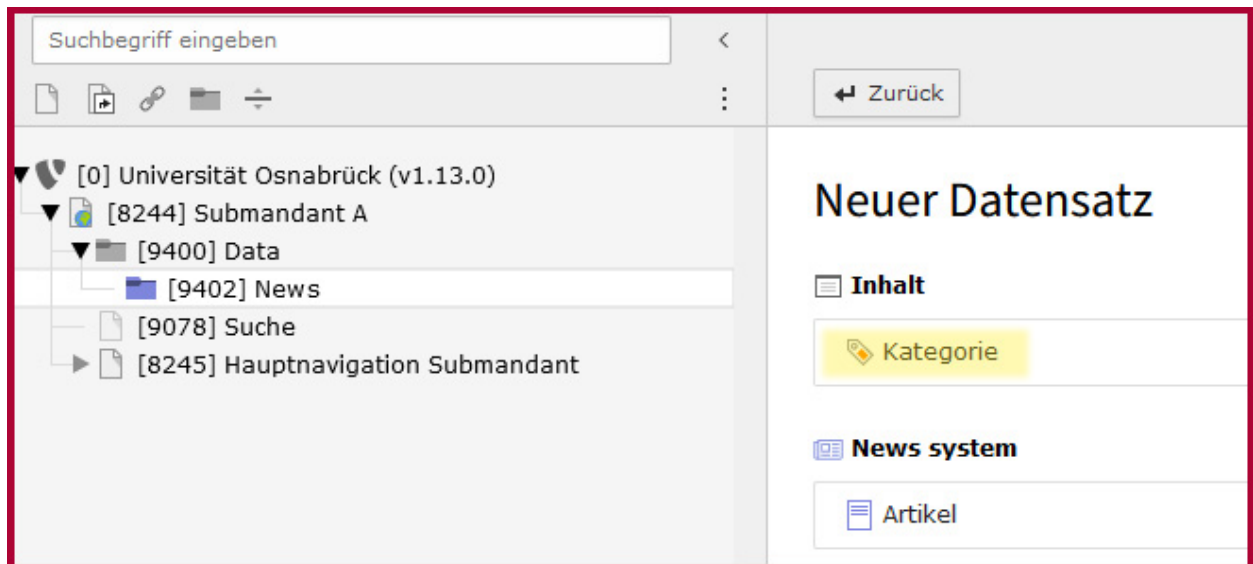 Suchbegriff eingeben
[0] Universität Osnabrück (v1.13.0)
[8244] Submandant A
[9400] Data
[9402] News
[9078] Suche
[8245] Hauptnavigation Submandant
Zurück
Neuer Datensatz
Inhalt
Kategorie
News system
Artikel